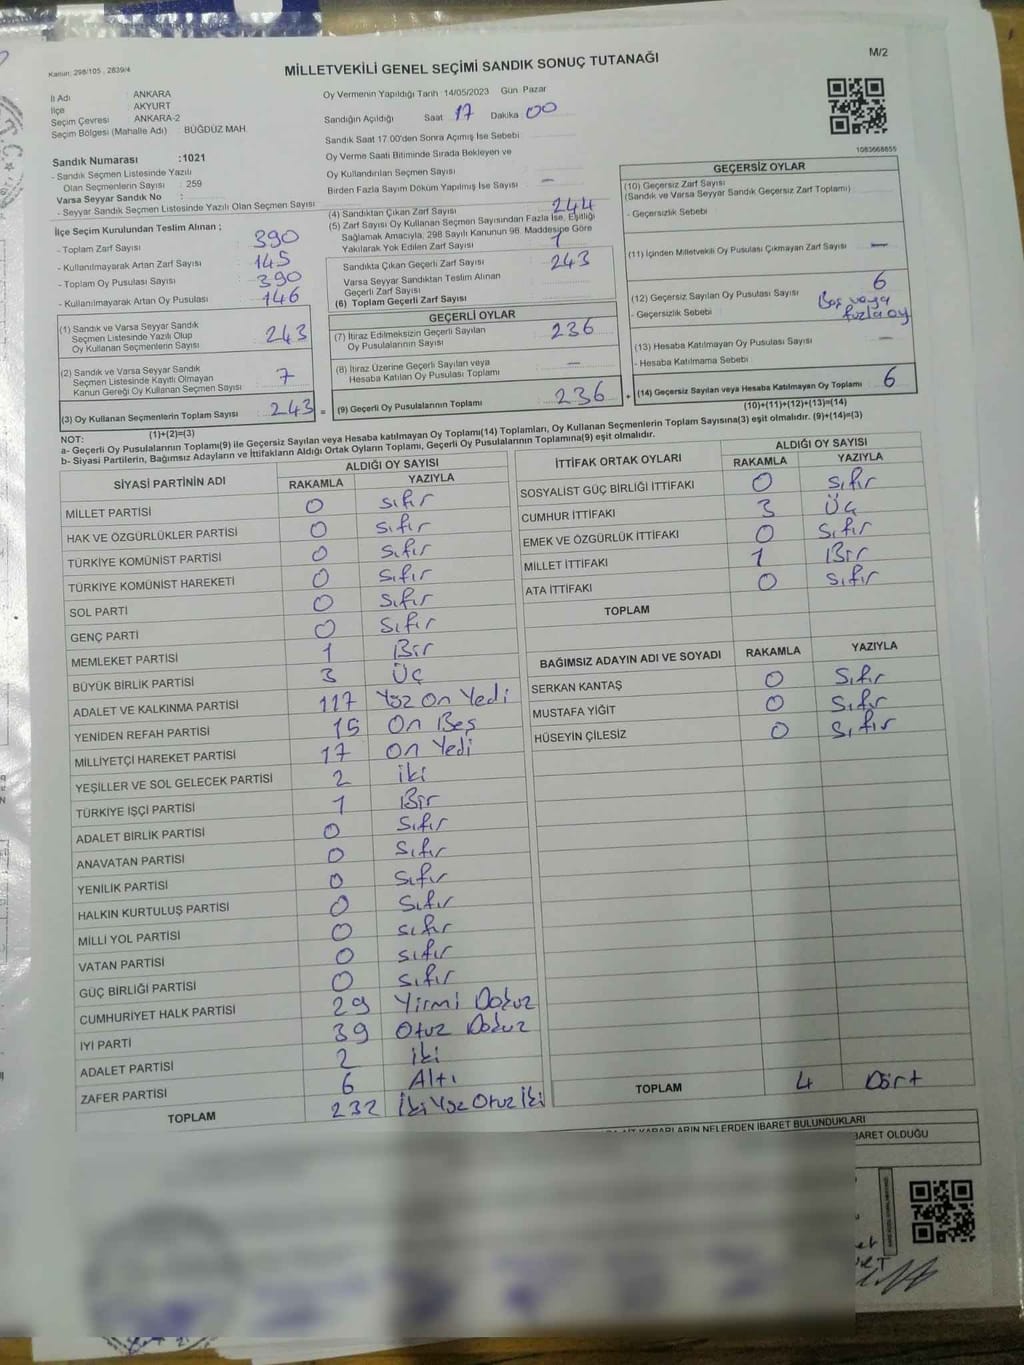 Kanun: 298/105 , 2839/4
MİLLETVEKİLİ GENEL SEÇİMİ SANDIK SONUÇ TUTANAĞI
M/2
İl Adı : ANKARA
İlçe : AKYURT
Seçim Çevresi : ANKARA-2
Seçim Bölgesi (Mahalle Adı) : BÜĞDÜZ MAH.
Sandık Numarası :1021
- Sandık Seçmen Listesinde Yazılı
Olan Seçmenlerin Sayısı : 259
Varsa Seyyar Sandık No :
- Seyyar Sandık Seçmen Listesinde Yazılı Olan Seçmen Sayısı
Oy Vermenin Yapıldığı Tarih 14/05/2023 Gün Pazar
Sandığın Açıldığı Saat 17 Dakika 00
Sandık Saat 17:00'den Sonra Açımış İse Sebebi
Oy Verme Saati Bitiminde Sırada Bekleyen ve
Oy Kullandırılan Seçmen Sayısı
Birden Fazla Sayım Döküm Yapılmış İse Sayısı —
1083668655
İlçe Seçim Kurulundan Teslim Alınan ;
- Toplam Zarf Sayısı : 390
- Kullanılmayarak Artan Zarf Sayısı : 145
- Toplam Oy Pusulası Sayısı : 390
- Kullanılmayarak Artan Oy Pusulası : 146
(1) Sandık ve Varsa Seyyar Sandık
Seçmen Listesinde Yazılı Olup
Oy Kullanan Seçmenlerin Sayısı : 243
(2) Sandık ve Varsa Seyyar Sandık
Seçmen Listesinde Kayıtlı Olmayan
Kanun Gereği Oy Kullanan Seçmen Sayısı : 7
(3) Oy Kullanan Seçmenlerin Toplam Sayısı : 243 =
(1)+(2)=(3)
(4) Sandıktan Çıkan Zarf Sayısı 244
(5) Zarf Sayısı Oy Kullanan Seçmen Sayısından Fazla İse, Eşitliği
Sağlamak Amacıyla, 298 Sayılı Kanunun 98. Maddesine Göre
Yakılarak Yok Edilen Zarf Sayısı 1
Sandıkta Çıkan Geçerli Zarf Sayısı 243
Varsa Seyyar Sandıktan Teslim Alınan
Geçerli Zarf Sayısı
(6) Toplam Geçerli Zarf Sayısı
GEÇERLİ OYLAR
(7) İtiraz Edilmeksizin Geçerli Sayılan
Oy Pusulalarının Sayısı : 236
(8) İtiraz Üzerine Geçerli Sayılan veya
Hesaba Katılan Oy Pusulası Toplamı : —
(9) Geçerli Oy Pusulalarının Toplamı : 236 +
GEÇERSİZ OYLAR
(10) Geçersiz Zarf Sayısı
(Sandık ve Varsa Seyyar Sandık Geçersiz Zarf Toplamı)
- Geçersizlik Sebebi
(11) İçinden Milletvekili Oy Pusulası Çıkmayan Zarf Sayısı —
(12) Geçersiz Sayılan Oy Pusulası Sayısı 6
- Geçersizlik Sebebi Boş veya
fazla oy
(13) Hesaba Katılmayan Oy Pusulası Sayısı —
- Hesaba Katılmama Sebebi
(14) Geçersiz Sayılan veya Hesaba Katılmayan Oy Toplamı 6
(10)+(11)+(12)+(13)=(14)
NOT:
a- Geçerli Oy Pusulasının Toplamı(9) ile Geçersiz Sayılan veya Hesaba katılmayan Oy Toplamı(14) Toplamları, Oy Kullanan Seçmenlerin Toplam Sayısına(3) eşit olmalıdır. (9)+(14)=(3)
b- Siyasi Partilerin, Bağımsız Adayların ve İttifakların Aldığı Ortak Oyların Toplamı, Geçerli Oy Pusulalarının Toplamına(9) eşit olmalıdır.
SİYASİ PARTİNİN ADI ALDIĞI OY SAYISI
RAKAMLA YAZIYLA
MİLLET PARTİSİ 0 sıfır
HAK VE ÖZGÜRLÜKLER PARTİSİ 0 sıfır
TÜRKİYE KOMÜNİST PARTİSİ 0 sıfır
TÜRKİYE KOMÜNİST HAREKETİ 0 sıfır
SOL PARTİ 0 sıfır
GENÇ PARTİ 0 sıfır
MEMLEKET PARTİSİ 1 Bir
BÜYÜK BİRLİK PARTİSİ 3 Üç
ADALET VE KALKINMA PARTİSİ 117 Yüz On Yedi
YENİDEN REFAH PARTİSİ 15 On Beş
MİLLİYETÇİ HAREKET PARTİSİ 17 On Yedi
YEŞİLLER VE SOL GELECEK PARTİSİ 2 iki
TÜRKİYE İŞÇİ PARTİSİ 1 Bir
ADALET BİRLİK PARTİSİ 0 sıfır
ANAVATAN PARTİSİ 0 sıfır
YENİLİK PARTİSİ 0 sıfır
HALKIN KURTULUŞ PARTİSİ 0 sıfır
MİLLİ YOL PARTİSİ 0 sıfır
VATAN PARTİSİ 0 sıfır
GÜÇ BİRLİĞİ PARTİSİ 0 sıfır
CUMHURİYET HALK PARTİSİ 29 Yirmi Dokuz
İYİ PARTİ 39 Otuz Dokuz
ADALET PARTİSİ 2 iki
ZAFER PARTİSİ 6 Altı
TOPLAM 232 İki Yüz Otuz İki
İTTİFAK ORTAK OYLARI ALDIĞI OY SAYISI
RAKAMLA YAZIYLA
SOSYALİST GÜÇ BİRLİĞİ İTTİFAKI 0 sıfır
CUMHUR İTTİFAKI 3 Üç
EMEK VE ÖZGÜRLÜK İTTİFAKI 0 sıfır
MİLLET İTTİFAKI 1 Bir
ATA İTTİFAKI 0 sıfır
TOPLAM
BAĞIMSIZ ADAYIN ADI VE SOYADI RAKAMLA YAZIYLA
SERKAN KANTAŞ 0 Sıfır
MUSTAFA YİĞİT 0 Sıfır
HÜSEYİN ÇİLESİZ 0 Sıfır
TOPLAM 4 Dört
KARARLARIN NELERDEN İBARET BULUNDUKLARI
İBARET OLDUĞU